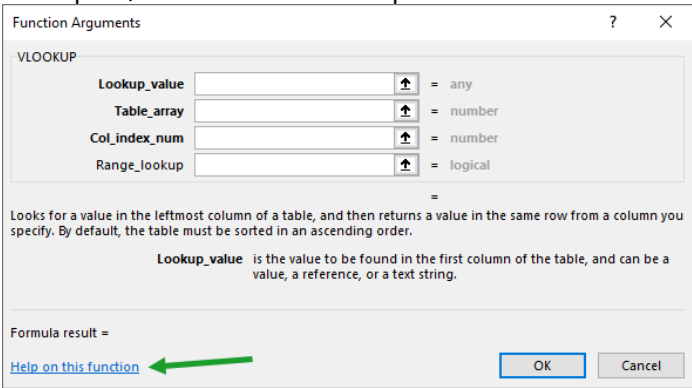 Function Arguments ? ×
VLOOKUP
Lookup_value = any
Table_array = number
Col_index_num = number
Range_lookup = logical
=
Looks for a value in the leftmost column of a table, and then returns a value in the same row from a column you
specify. By default, the table must be sorted in an ascending order.
Lookup_value is the value to be found in the first column of the table, and can be a
value, a reference, or a text string.
Formula result =
Help on this function OK Cancel